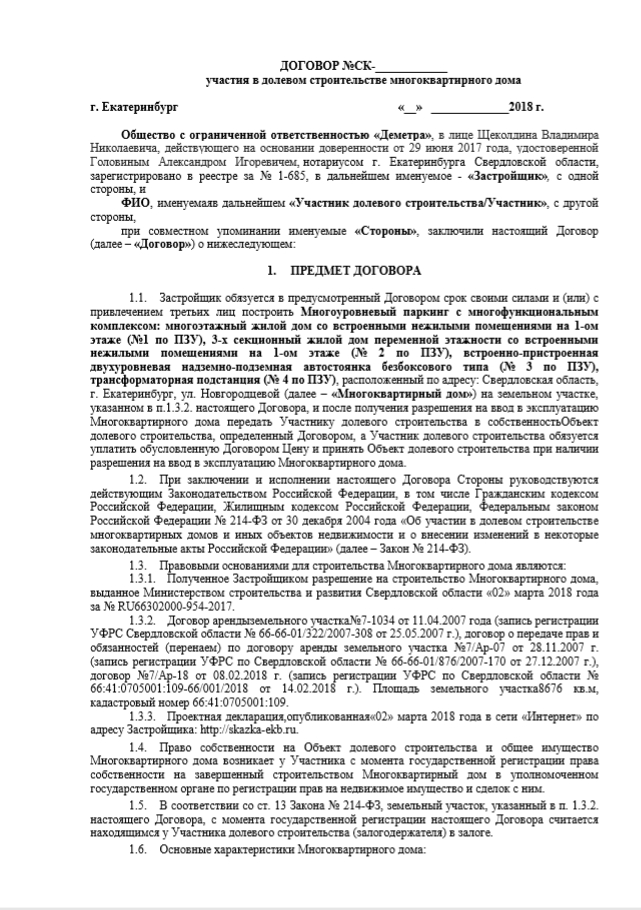 ДОГОВОР №СК-____________
участия в долевом строительстве многоквартирного дома
г. Екатеринбург «__» _____________2018 г.
Общество с ограниченной ответственностью «Деметра», в лице Щеколдина Владимира
Николаевича, действующего на основании доверенности от 29 июня 2017 года, удостоверенной
Головиным Александром Игоревичем, нотариусом г. Екатеринбурга Свердловской области,
зарегистрировано в реестре за № 1-685, в дальнейшем именуемое - «Застройщик», с одной
стороны, и
ФИО, именуемаяв дальнейшем «Участник долевого строительства/Участник», с другой
стороны,
при совместном упоминании именуемые «Стороны», заключили настоящий Договор
(далее – «Договор») о нижеследующем:
1. ПРЕДМЕТ ДОГОВОРА
1.1. Застройщик обязуется в предусмотренный Договором срок своими силами и (или) с
привлечением третьих лиц построить Многоуровневый паркинг с многофункциональным
комплексом: многоэтажный жилой дом со встроенными нежилыми помещениями на 1-ом
этаже (№1 по ПЗУ), 3-х секционный жилой дом переменной этажности со встроенными
нежилыми помещениями на 1-ом этаже (№ 2 по ПЗУ), встроенно-пристроенная
двухуровневая надземно-подземная автостоянка безбоксового типа (№ 3 по ПЗУ),
трансформаторная подстанция (№ 4 по ПЗУ), расположенный по адресу: Свердловская область,
г. Екатеринбург, ул. Новгородцевой (далее – «Многоквартирный дом») на земельном участке,
указанном в п.1.3.2. настоящего Договора, и после получения разрешения на ввод в эксплуатацию
Многоквартирного дома передать Участнику долевого строительства в собственностьОбъект
долевого строительства, определенный Договором, а Участник долевого строительства обязуется
уплатить обусловленную Договором Цену и принять Объект долевого строительства при наличии
разрешения на ввод в эксплуатацию Многоквартирного дома.
1.2. При заключении и исполнении настоящего Договора Стороны руководствуются
действующим Законодательством Российской Федерации, в том числе Гражданским кодексом
Российской Федерации, Жилищным кодексом Российской Федерации, Федеральным законом
Российской Федерации № 214-ФЗ от 30 декабря 2004 года «Об участии в долевом строительстве
многоквартирных домов и иных объектов недвижимости и о внесении изменений в некоторые
законодательные акты Российской Федерации» (далее – Закон № 214-ФЗ).
1.3. Правовыми основаниями для строительства Многоквартирного дома являются:
1.3.1. Полученное Застройщиком разрешение на строительство Многоквартирного дома,
выданное Министерством строительства и развития Свердловской области «02» марта 2018 года
за № RU66302000-954-2017.
1.3.2. Договор арендыземельного участка№7-1034 от 11.04.2007 года (запись регистрации
УФРС Свердловской области № 66-66-01/322/2007-308 от 25.05.2007 г.), договор о передаче прав и
обязанностей (перенаем) по договору аренды земельного участка №7/Ар-07 от 28.11.2007 г.
(запись регистрации УФРС по Свердловской области № 66-66-01/876/2007-170 от 27.12.2007 г.),
договор №7/Ар-18 от 08.02.2018 г. (запись регистрации УФРС по Свердловской области №
66:41:0705001:109-66/001/2018 от 14.02.2018 г.). Площадь земельного участка8676 кв.м,
кадастровый номер 66:41:0705001:109.
1.3.3. Проектная декларация,опубликованная«02» марта 2018 года в сети «Интернет» по
адресу Застройщика: http://skazka-ekb.ru.
1.4. Право собственности на Объект долевого строительства и общее имущество
Многоквартирного дома возникает у Участника с момента государственной регистрации права
собственности на завершенный строительством Многоквартирный дом в уполномоченном
государственном органе по регистрации прав на недвижимое имущество и сделок с ним.
1.5. В соответствии со ст. 13 Закона № 214-ФЗ, земельный участок, указанный в п. 1.3.2.
настоящего Договора, с момента государственной регистрации настоящего Договора считается
находящимся у Участника долевого строительства (залогодержателя) в залоге.
1.6. Основные характеристики Многоквартирного дома: